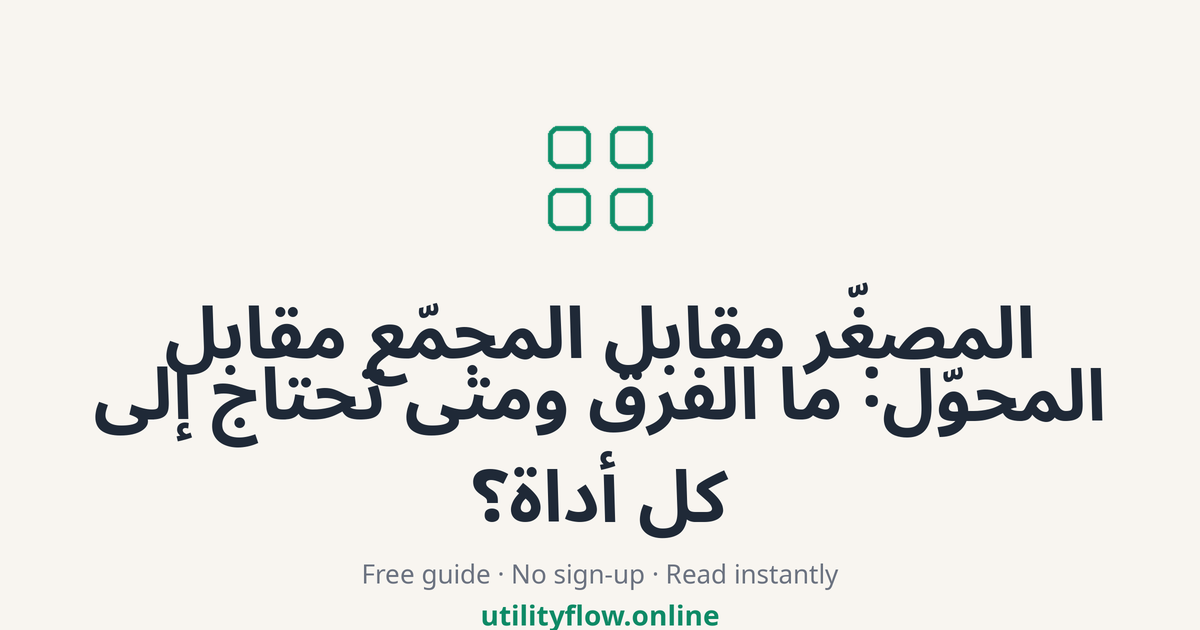 المصغّر مقابل المجمّع مقابل
المحوّل: ما الفرق ومتى تحتاج إلى
كل أداة؟
Free guide · No sign-up · Read instantly
utilityflow.online